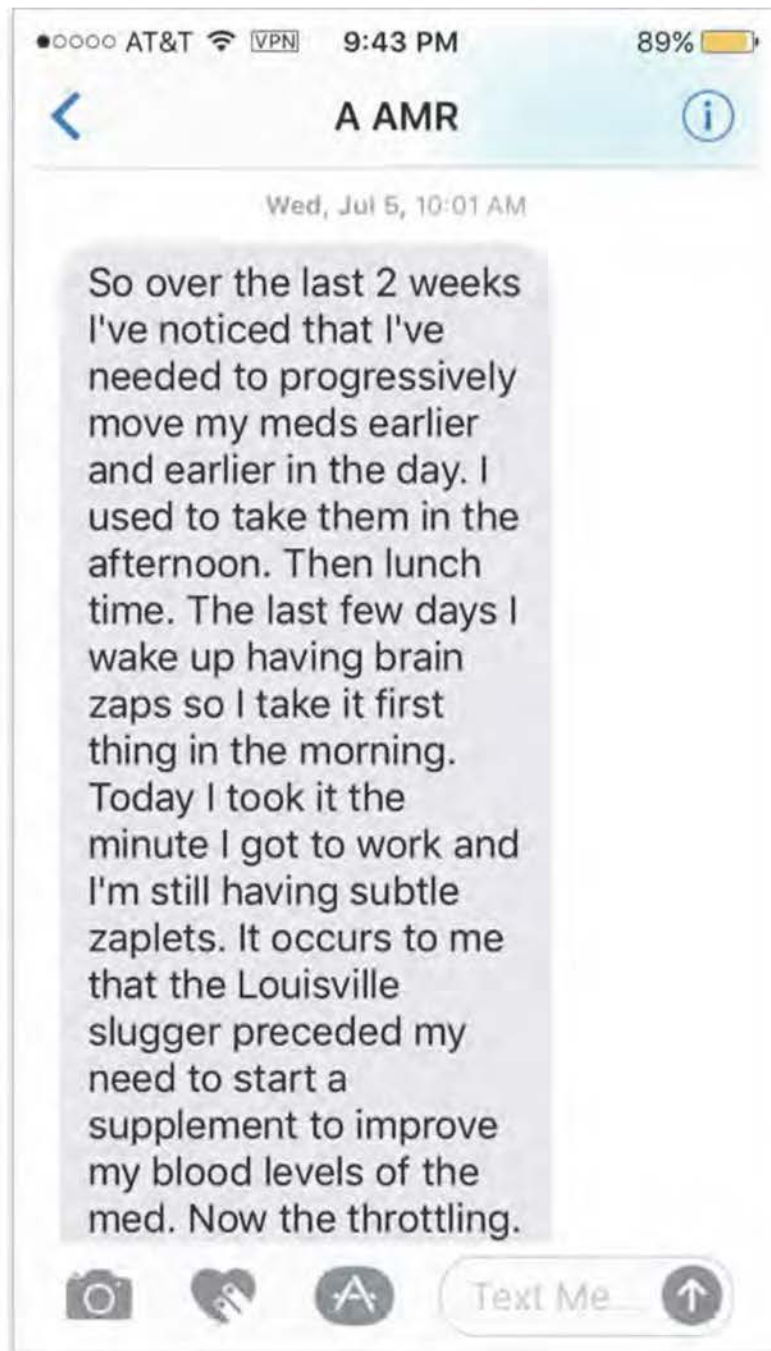 ●○○○○ AT&T VPN 9:43 PM 89%
A AMR
Wed, Jul 5, 10:01 AM
So over the last 2 weeks
I've noticed that I've
needed to progressively
move my meds earlier
and earlier in the day. I
used to take them in the
afternoon. Then lunch
time. The last few days I
wake up having brain
zaps so I take it first
thing in the morning.
Today I took it the
minute I got to work and
I'm still having subtle
zaplets. It occurs to me
that the Louisville
slugger preceded my
need to start a
supplement to improve
my blood levels of the
med. Now the throttling.
Text Me